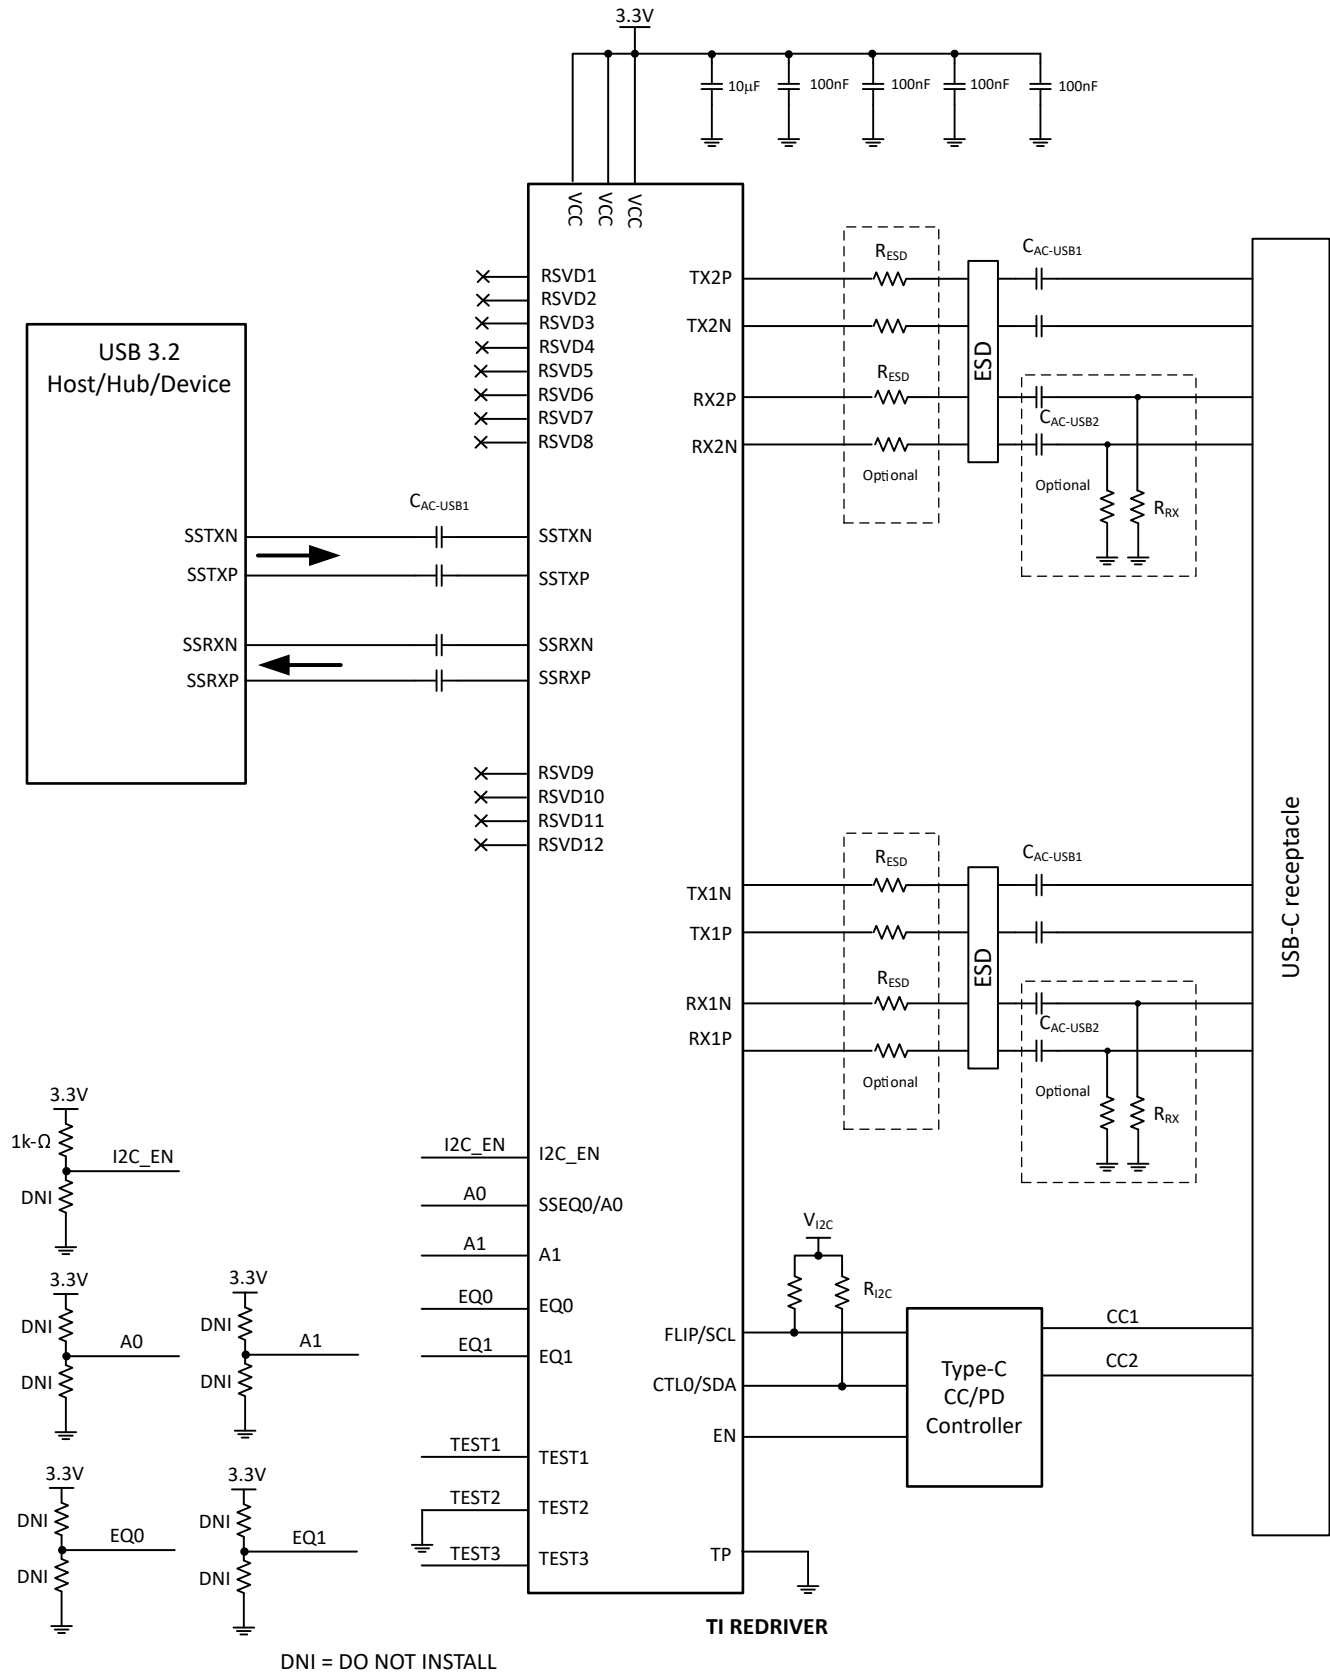 3.3V
10µF
100nF
100nF
100nF
100nF
VCC
VCC
VCC
RSVD1
RSVD2
RSVD3
RSVD4
RSVD5
RSVD6
RSVD7
RSVD8
TX2P
TX2N
RX2P
RX2N
RESD
RESD
Optional
ESD
CAC-USB1
CAC-USB2
Optional
RRX
USB 3.2
Host/Hub/Device
SSTXN
SSTXP
SSRXN
SSRXP
CAC-USB1
SSTXN
SSTXP
SSRXN
SSRXP
RSVD9
RSVD10
RSVD11
RSVD12
TX1N
TX1P
RX1N
RX1P
RESD
RESD
Optional
ESD
CAC-USB1
CAC-USB2
Optional
RRX
USB-C receptacle
3.3V
1k-Ω
I2C_EN
DNI
3.3V
DNI
A0
DNI
3.3V
DNI
A1
DNI
3.3V
DNI
EQ0
DNI
3.3V
DNI
EQ1
DNI
I2C_EN
I2C_EN
A0
SSEQ0/A0
A1
A1
EQ0
EQ0
EQ1
EQ1
TEST1
TEST1
TEST2
TEST2
TEST3
TEST3
VI2C
RI2C
FLIP/SCL
CTL0/SDA
EN
TP
Type-C
CC/PD
Controller
CC1
CC2
TI REDRIVER
DNI = DO NOT INSTALL